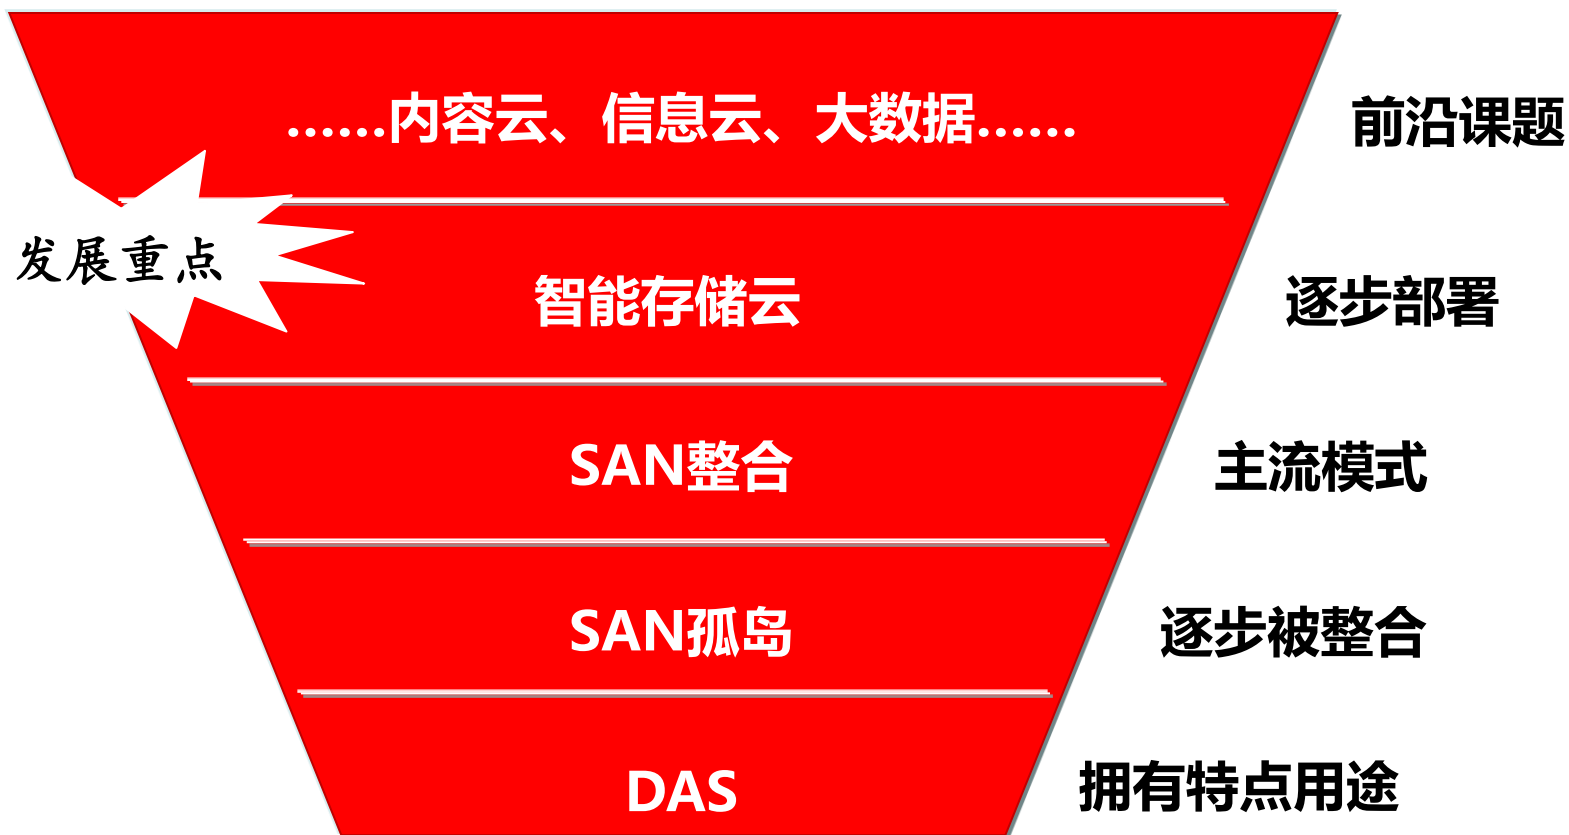 ......内容云、信息云、大数据......
前沿课题
发展重点
智能存储云
逐步部署
SAN整合
主流模式
SAN孤岛
逐步被整合
DAS
拥有特点用途